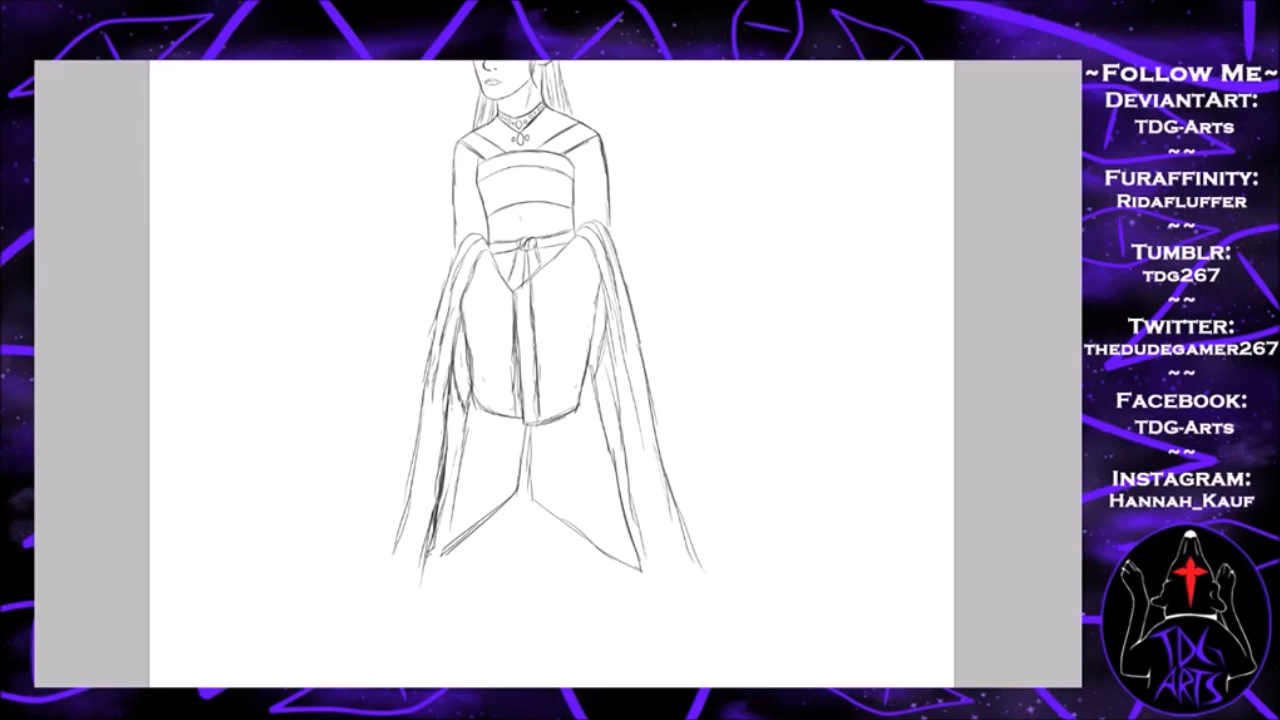 ~Follow Me~
DeviantArt:
TDG-Arts
~ ~
Furaffinity:
Ridafluffer
~ ~
Tumblr:
tdg267
~ ~
Twitter:
thedudegamer267
~ ~
Facebook:
TDG-Arts
~ ~
Instagram:
Hannah_Kauf
TDG
ARTS